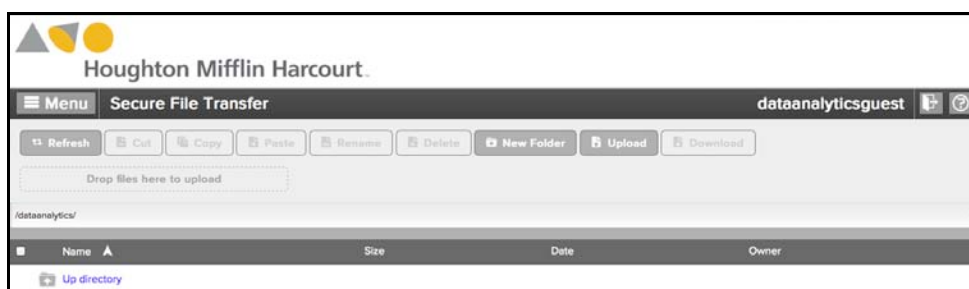 Houghton Mifflin Harcourt
Menu Secure File Transfer dataanalyticsguest
Refresh Cut Copy Paste Rename Delete New Folder Upload Download
Drop files here to upload
/dataanalytics/
Name Size Date Owner
Up directory